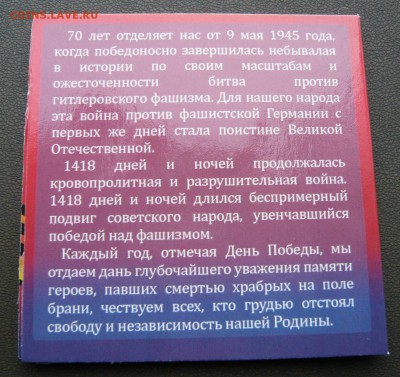 COINS.LAVE.RU
70 лет отделяет нас от 9 мая 1945 года,
когда победоносно завершилась небывалая
в истории по своим масштабам и
ожесточенности битва против
гитлеровского фашизма. Для нашего народа
эта война против фашистской Германии с
первых же дней стала поистине Великой
Отечественной.
1418 дней и ночей продолжалась
кровопролитная и разрушительная война.
1418 дней и ночей длился беспримерный
подвиг советского народа, увенчавшийся
победой над фашизмом.
Каждый год, отмечая День Победы, мы
отдаем дань глубочайшего уважения памяти
героев, павших смертью храбрых на поле
брани, чествуем всех, кто грудью отстоял
свободу и независимость нашей Родины.